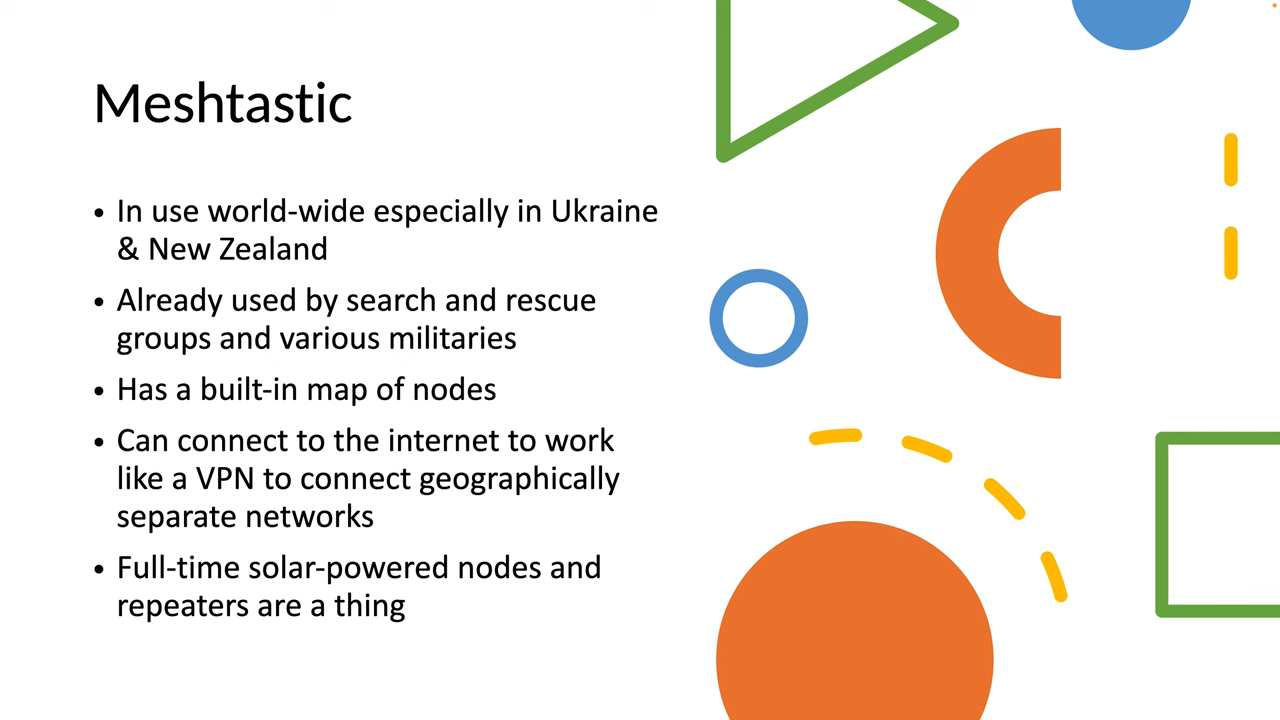 Meshtastic
• In use world-wide especially in Ukraine
& New Zealand
• Already used by search and rescue
groups and various militaries
• Has a built-in map of nodes
• Can connect to the internet to work
like a VPN to connect geographically
separate networks
• Full-time solar-powered nodes and
repeaters are a thing